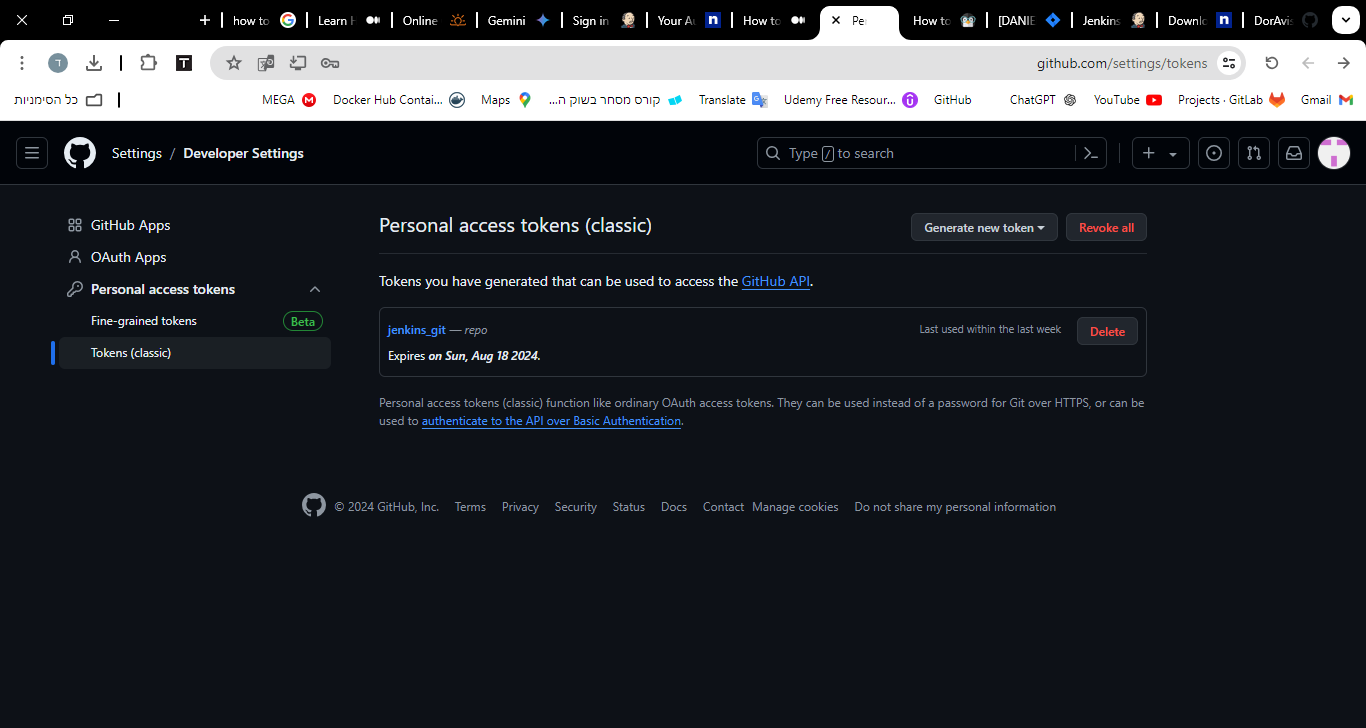 how to
Learn H
Online
Gemini
Sign in
Your Au
How to
Per
How to
[DANIE
Jenkins
Downlo
DorAvis
github.com/settings/tokens
כל הסימניות
MEGA
Docker Hub Contai...
Maps
קורס מסחר בשוק ה...
Translate
Udemy Free Resour...
GitHub
ChatGPT
YouTube
Projects · GitLab
Gmail
Settings / Developer Settings
Type / to search
GitHub Apps
OAuth Apps
Personal access tokens
Fine-grained tokens Beta
Tokens (classic)
Personal access tokens (classic)
Generate new token
Revoke all
Tokens you have generated that can be used to access the GitHub API.
jenkins_git — repo
Last used within the last week
Delete
Expires on Sun, Aug 18 2024.
Personal access tokens (classic) function like ordinary OAuth access tokens. They can be used instead of a password for Git over HTTPS, or can be
used to authenticate to the API over Basic Authentication.
© 2024 GitHub, Inc. Terms Privacy Security Status Docs Contact Manage cookies Do not share my personal information